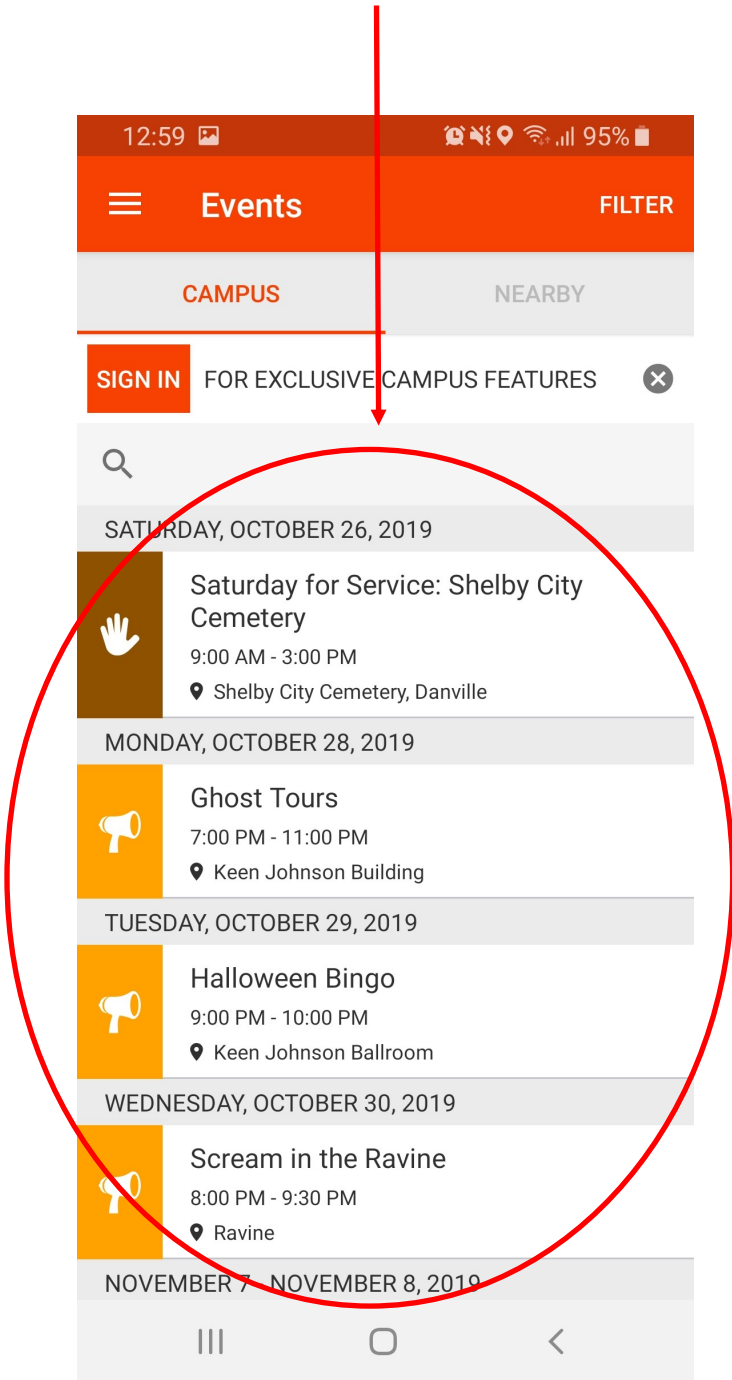 12:59 95%
Events FILTER
CAMPUS NEARBY
SIGN IN FOR EXCLUSIVE CAMPUS FEATURES
SATURDAY, OCTOBER 26, 2019
Saturday for Service: Shelby City
Cemetery
9:00 AM - 3:00 PM
Shelby City Cemetery, Danville
MONDAY, OCTOBER 28, 2019
Ghost Tours
7:00 PM - 11:00 PM
Keen Johnson Building
TUESDAY, OCTOBER 29, 2019
Halloween Bingo
9:00 PM - 10:00 PM
Keen Johnson Ballroom
WEDNESDAY, OCTOBER 30, 2019
Scream in the Ravine
8:00 PM - 9:30 PM
Ravine
NOVEMBER 7 - NOVEMBER 8, 2019